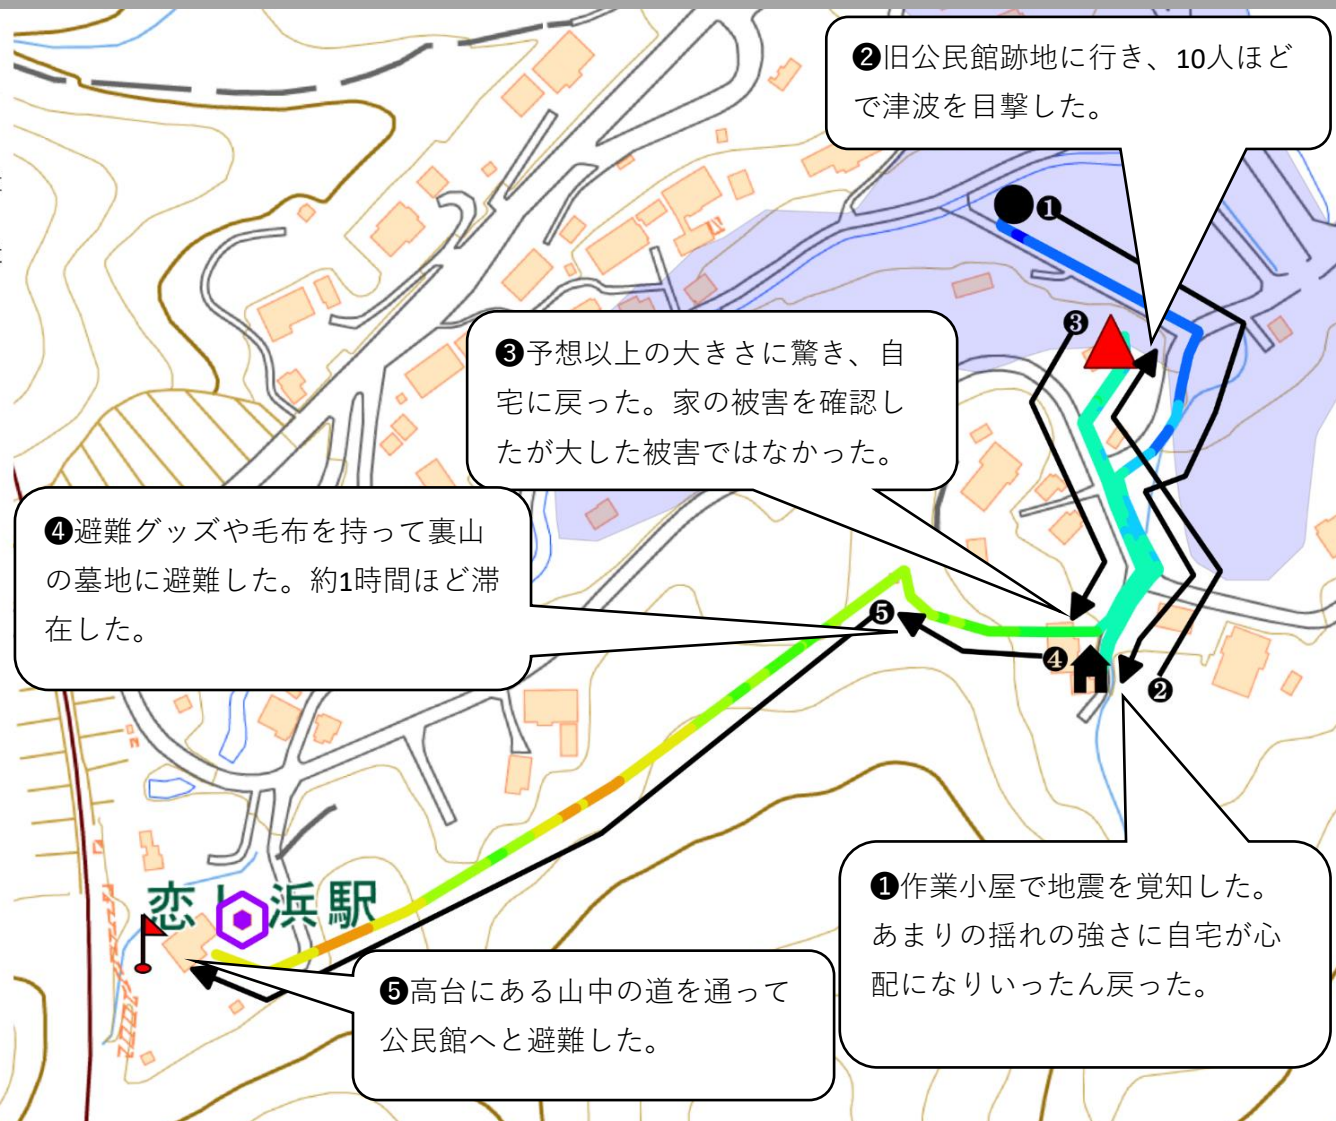 ❷旧公民館跡地に行き、10人ほど
で津波を目撃した。
❶
❸
❸予想以上の大きさに驚き、自
宅に戻った。家の被害を確認し
たが大した被害ではなかった。
❹避難グッズや毛布を持って裏山
の墓地に避難した。約1時間ほど滞
在した。
❺
❹
❷
❶作業小屋で地震を覚知した。
あまりの揺れの強さに自宅が心
配になりいったん戻った。
恋し浜駅
❺高台にある山中の道を通って
公民館へと避難した。